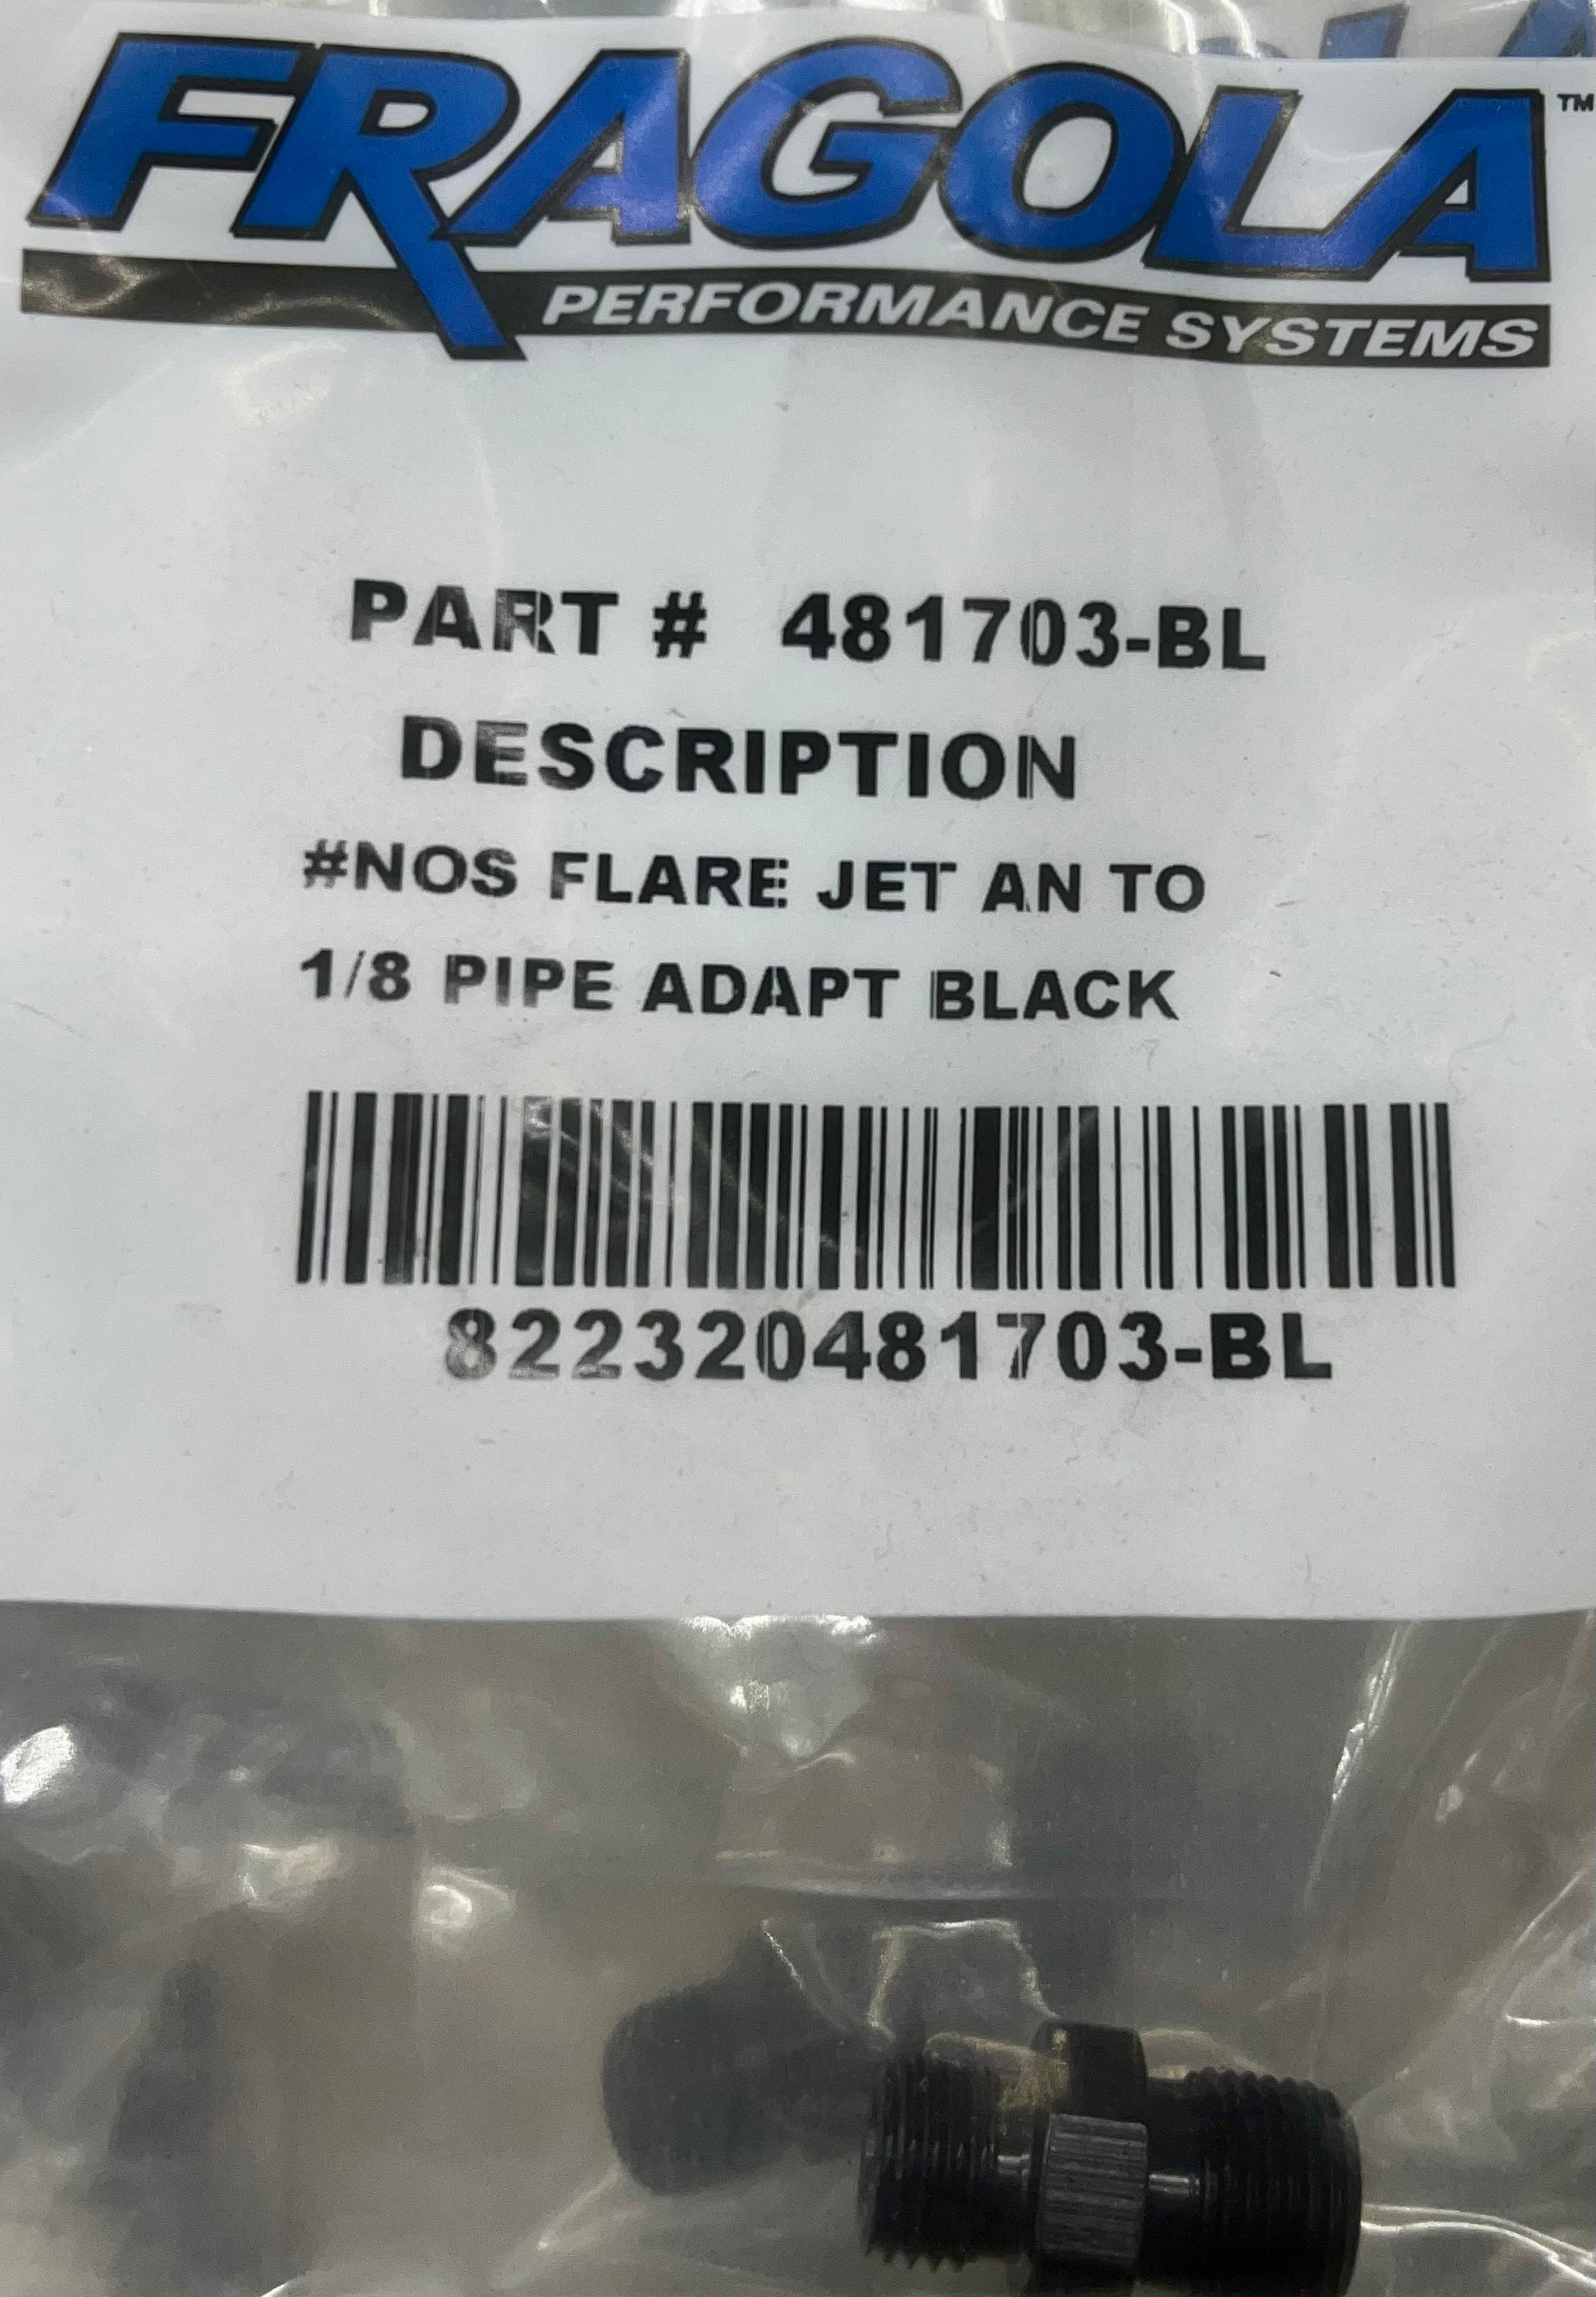 FRAGOLA™
PERFORMANCE SYSTEMS
PART # 481703-BL
DESCRIPTION
#NOS FLARE JET AN TO
1/8 PIPE ADAPT BLACK
822320481703-BL